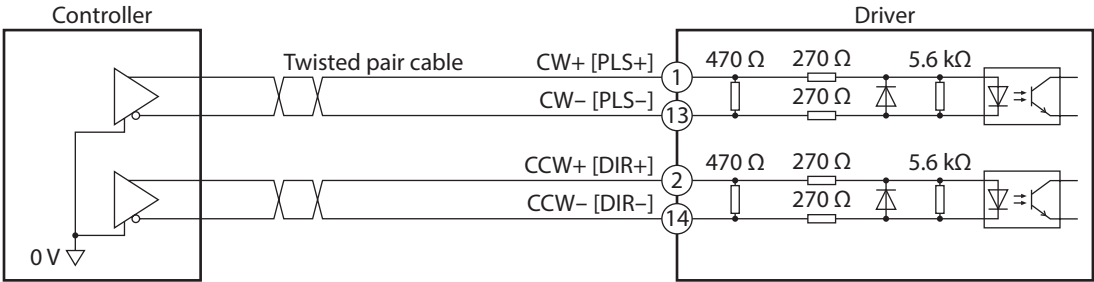 Controller
Driver
Twisted pair cable
CW+ [PLS+]
1
470 Ω
270 Ω
5.6 kΩ
CW− [PLS−]
13
270 Ω
CCW+ [DIR+]
2
470 Ω
270 Ω
5.6 kΩ
CCW− [DIR−]
14
270 Ω
0 V